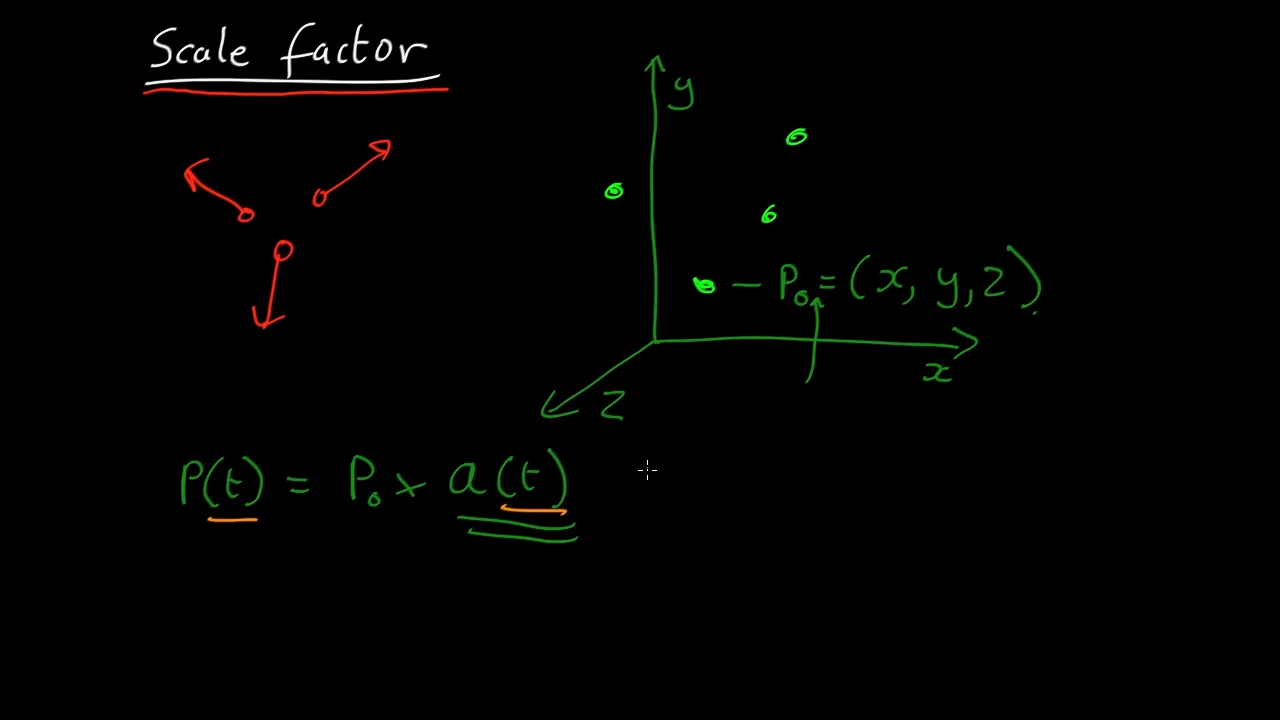 Scale factor
y
P₀ = (x, y, z)
x
z
P(t) = P₀ × a(t)